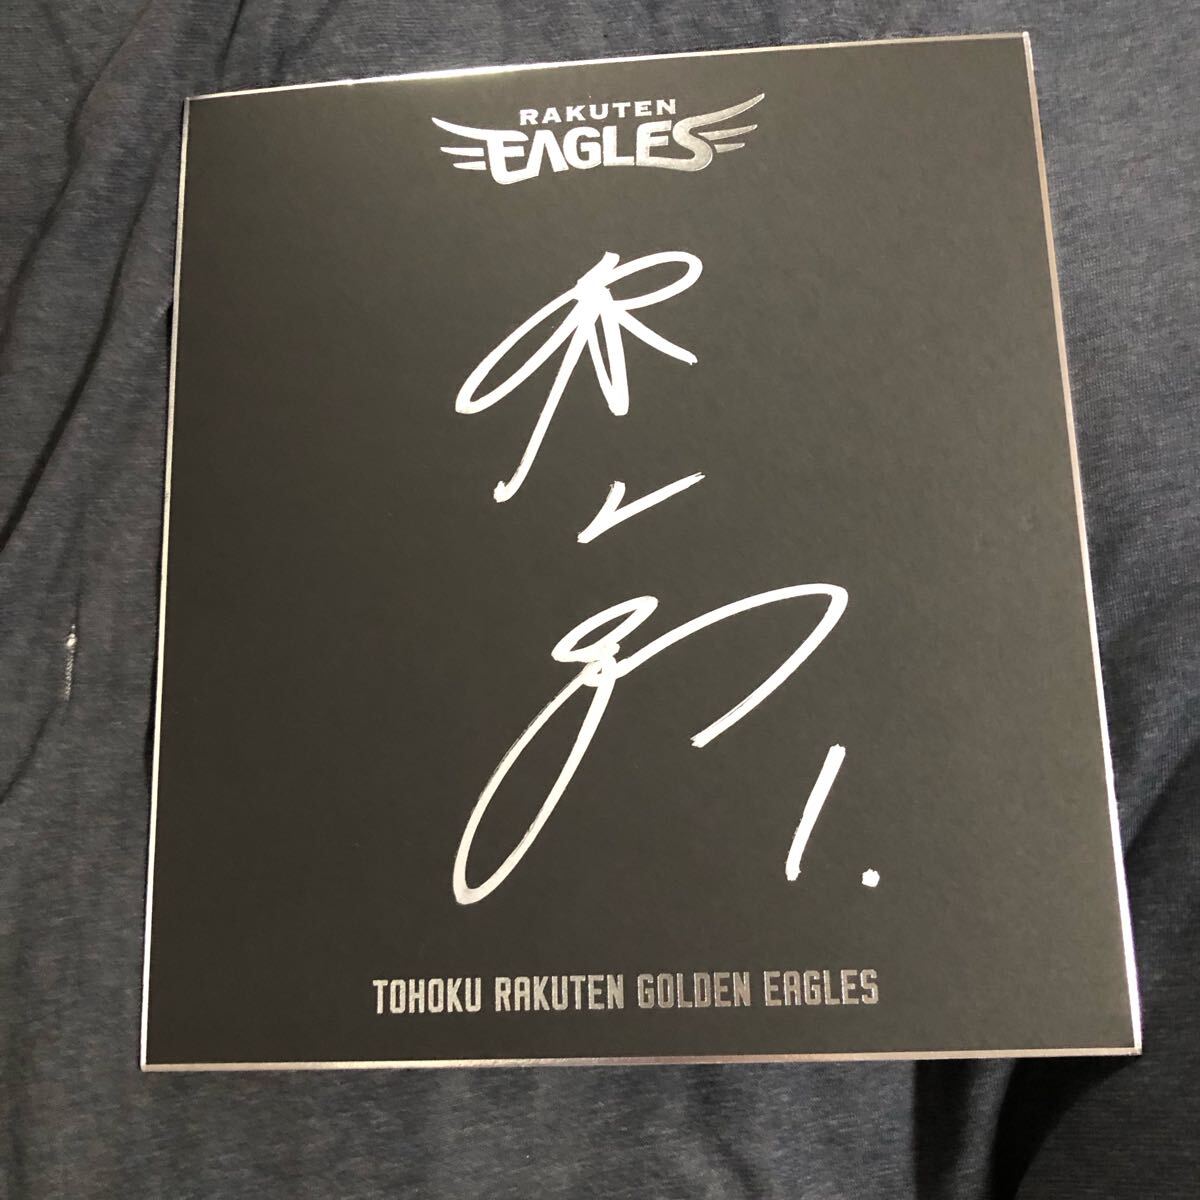 RAKUTEN
EAGLES
1.
TOHOKU RAKUTEN GOLDEN EAGLES